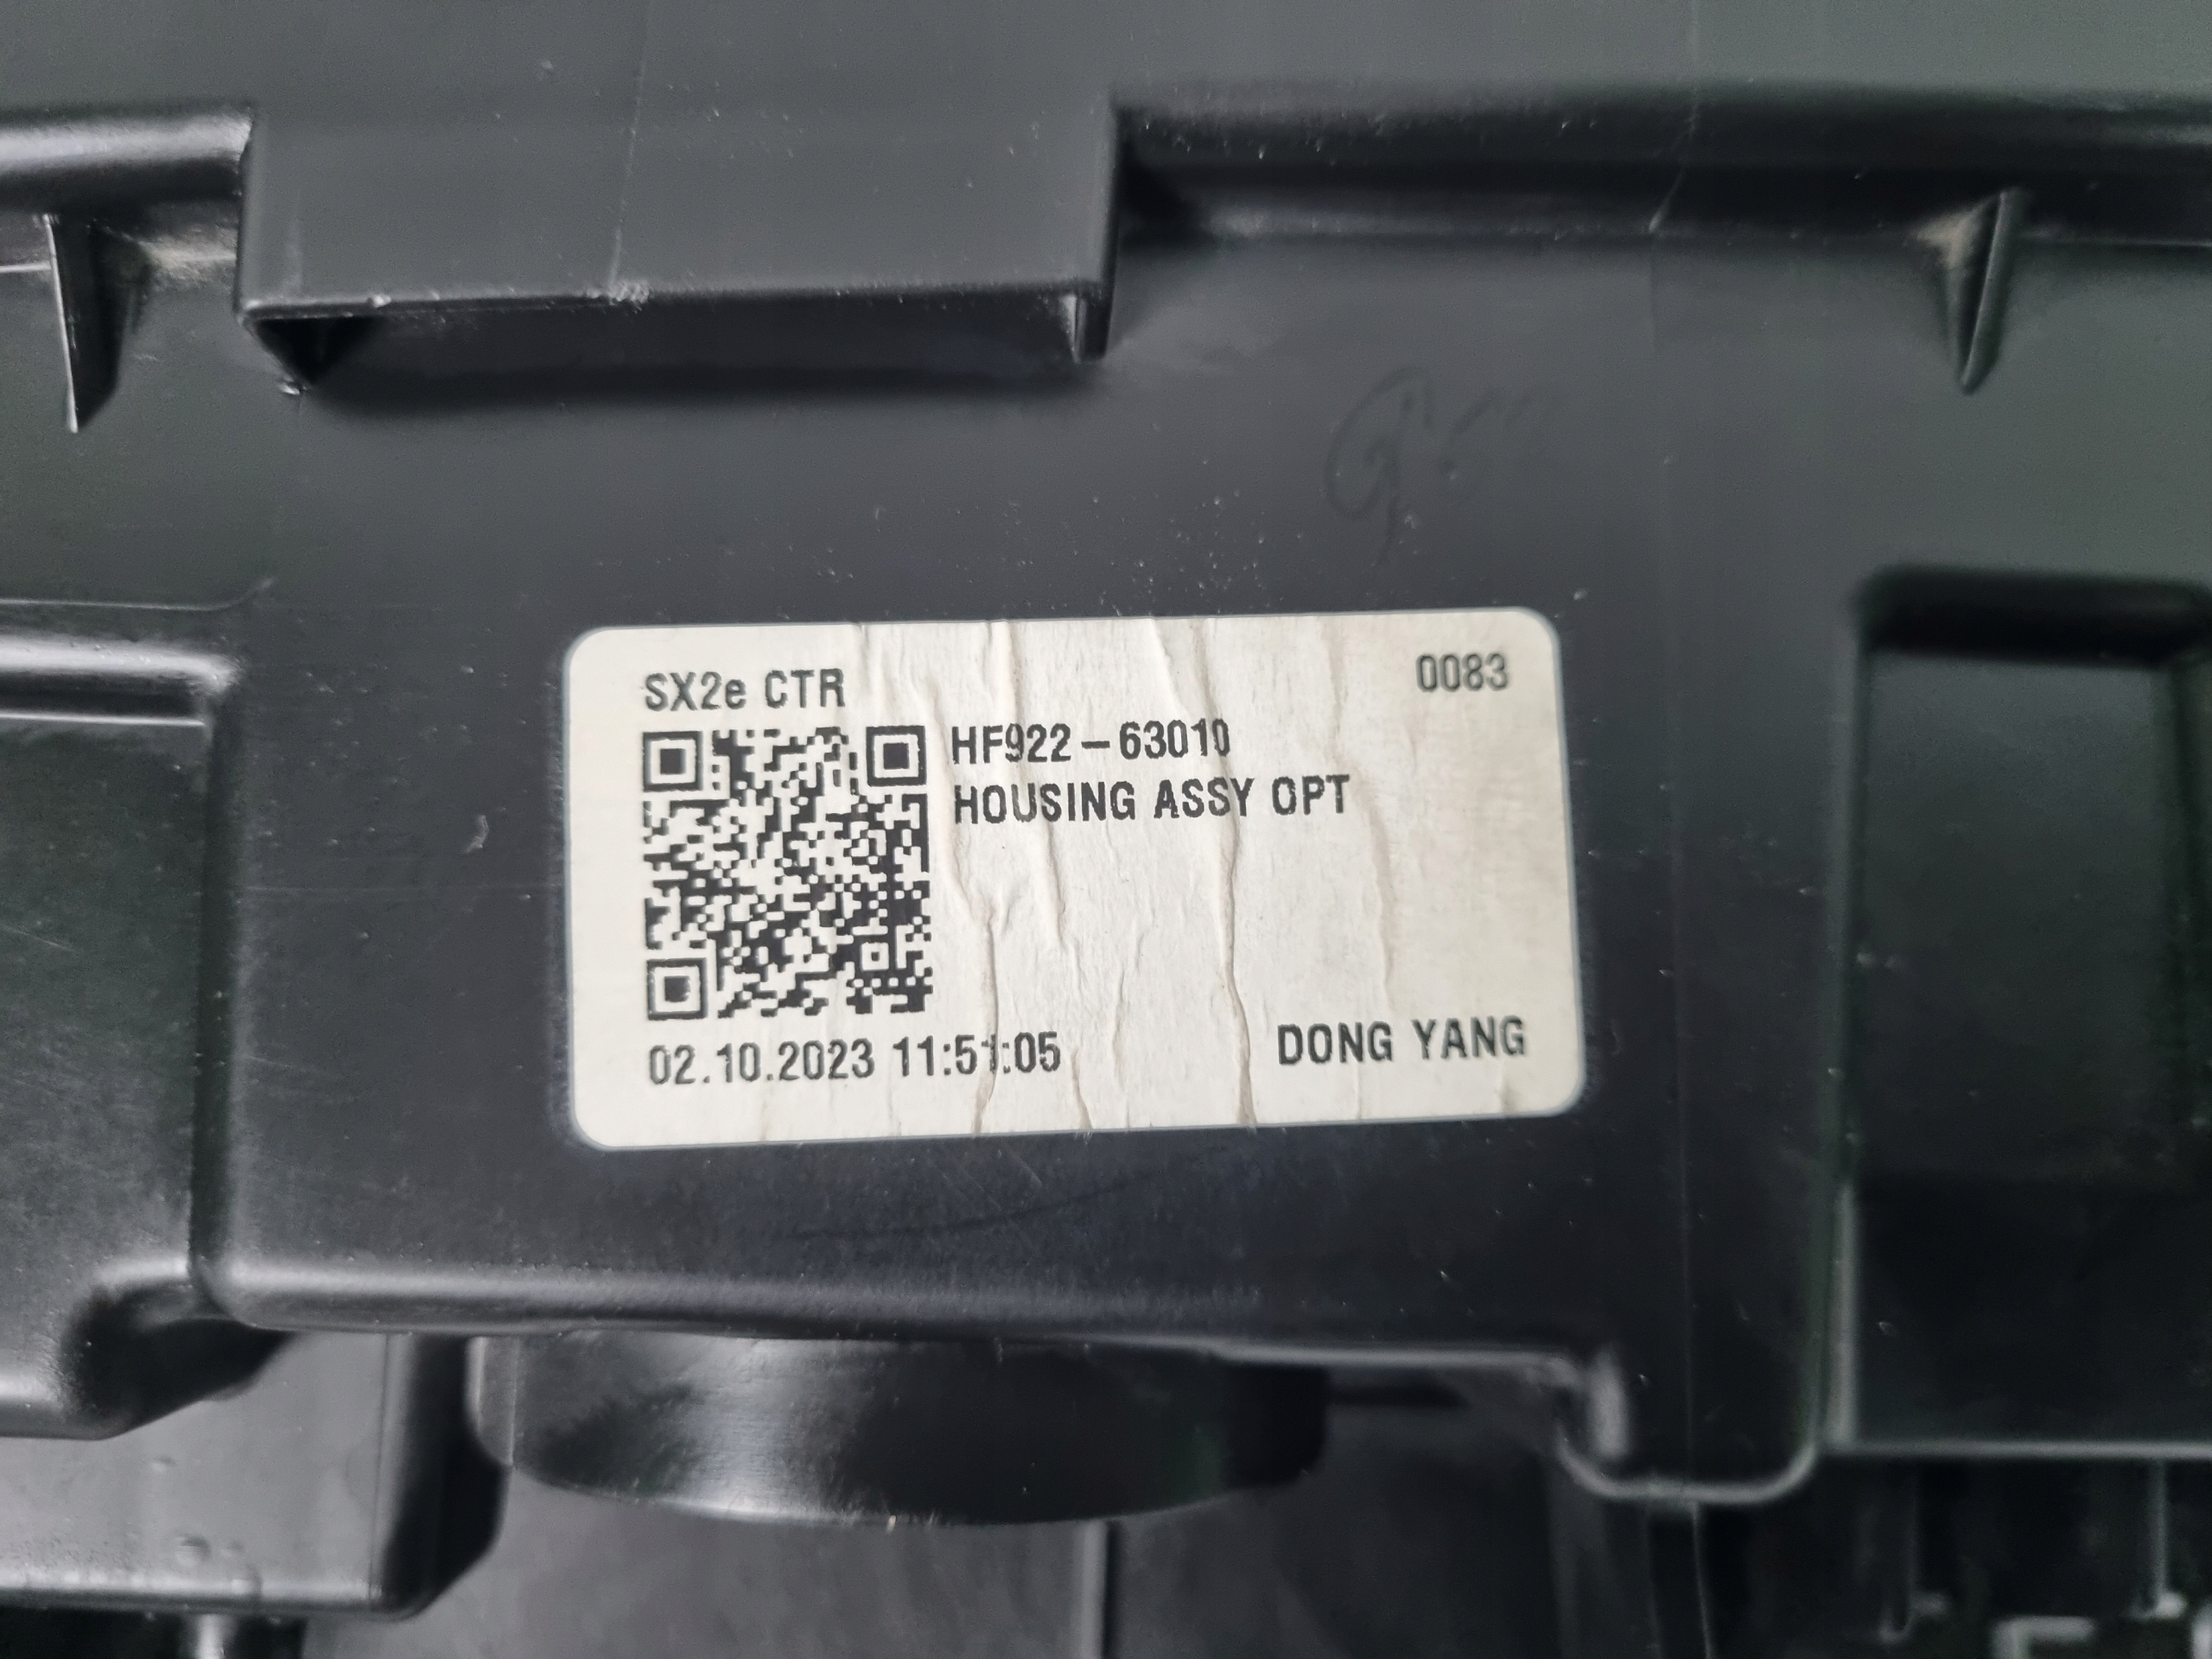 SX2e CTR
0083
HF922-63010
HOUSING ASSY OPT
02.10.2023 11:51:05
DONG YANG